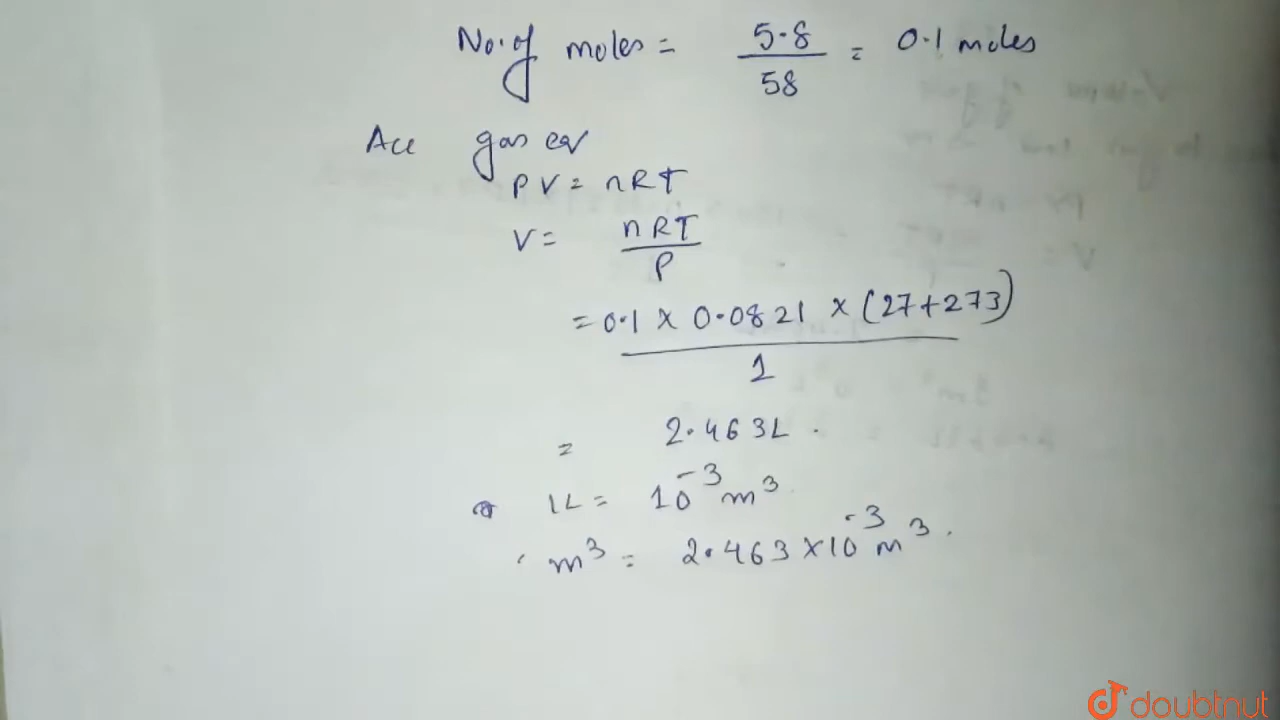 No. of moles = 5.8 / 58 = 0.1 moles
Acc gas eq
PV = nRT
V = nRT / P
= 0.1 x 0.0821 x (27+273) / 1
= 2.463L.
1L = 10⁻³ m³
m³ = 2.463 x 10⁻³ m³.
doubtnut